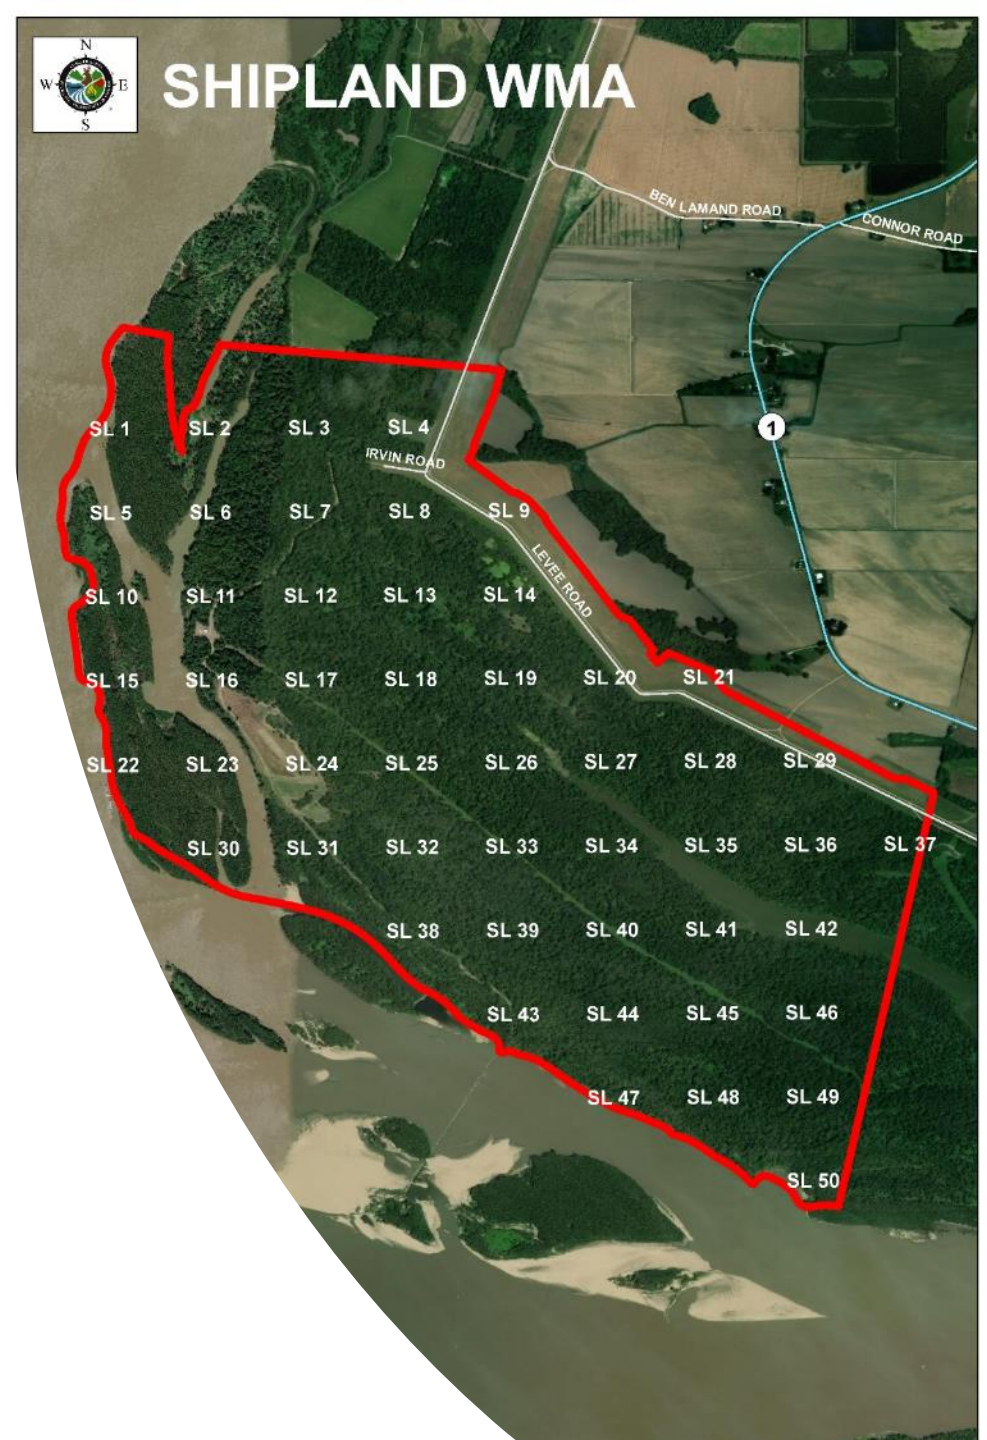 N
W E
S
SHIPLAND WMA
BEN LAMAND ROAD
CONNOR ROAD
1
SL 1 SL 2 SL 3 SL 4
IRVIN ROAD
SL 5 SL 6 SL 7 SL 8 SL 9
LEVEE ROAD
SL 10 SL 11 SL 12 SL 13 SL 14
SL 15 SL 16 SL 17 SL 18 SL 19 SL 20 SL 21
SL 22 SL 23 SL 24 SL 25 SL 26 SL 27 SL 28 SL 29
SL 30 SL 31 SL 32 SL 33 SL 34 SL 35 SL 36 SL 37
SL 38 SL 39 SL 40 SL 41 SL 42
SL 43 SL 44 SL 45 SL 46
SL 47 SL 48 SL 49
SL 50